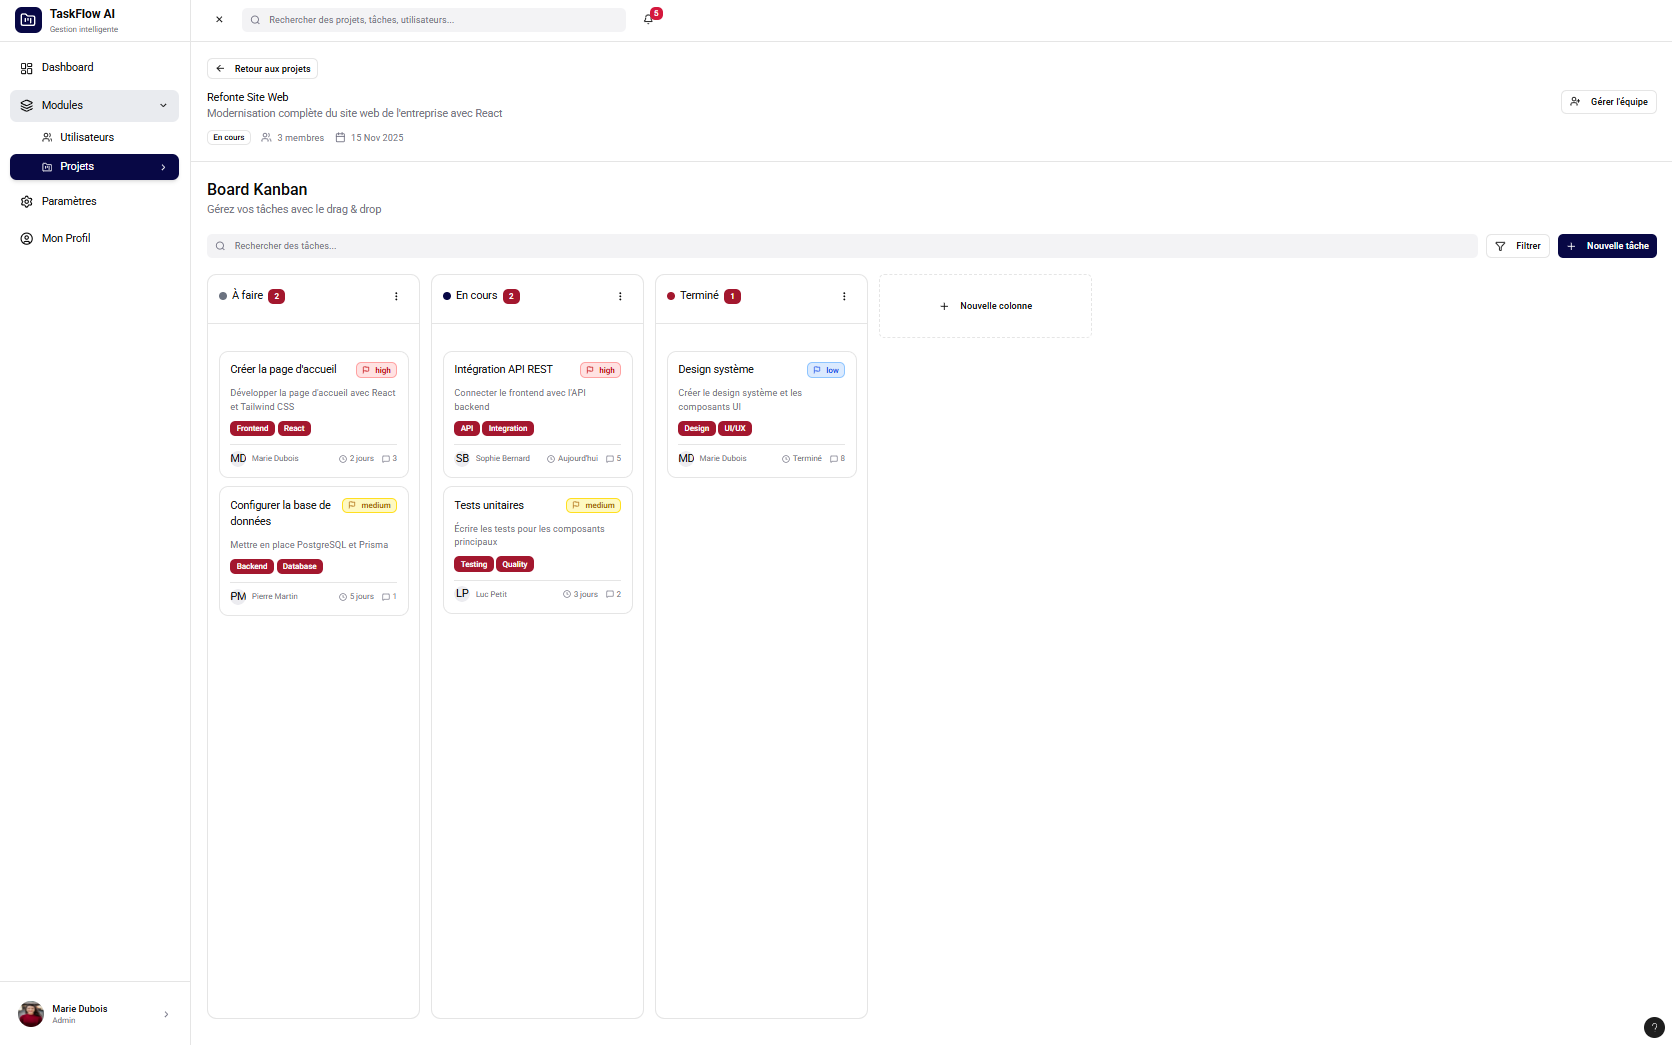 TaskFlow AI
Gestion intelligente
Rechercher des projets, tâches, utilisateurs...
5
Dashboard
Modules
Utilisateurs
Projets
Paramètres
Mon Profil
Retour aux projets
Refonte Site Web
Modernisation complète du site web de l'entreprise avec React
En cours
3 membres
15 Nov 2025
Gérer l'équipe
Board Kanban
Gérez vos tâches avec le drag & drop
Rechercher des tâches...
Filtrer
Nouvelle tâche
À faire 2
Créer la page d'accueil
high
Développer la page d'accueil avec React
et Tailwind CSS
Frontend React
MD Marie Dubois 2 jours 3
Configurer la base de
données
medium
Mettre en place PostgreSQL et Prisma
Backend Database
PM Pierre Martin 5 jours 1
En cours 2
Intégration API REST
high
Connecter le frontend avec l'API
backend
API Integration
SB Sophie Bernard Aujourd'hui 5
Tests unitaires
medium
Écrire les tests pour les composants
principaux
Testing Quality
LP Luc Petit 3 jours 2
Terminé 1
Design système
low
Créer le design système et les
composants UI
Design UI/UX
MD Marie Dubois Terminé 8
Nouvelle colonne
Marie Dubois
Admin
?